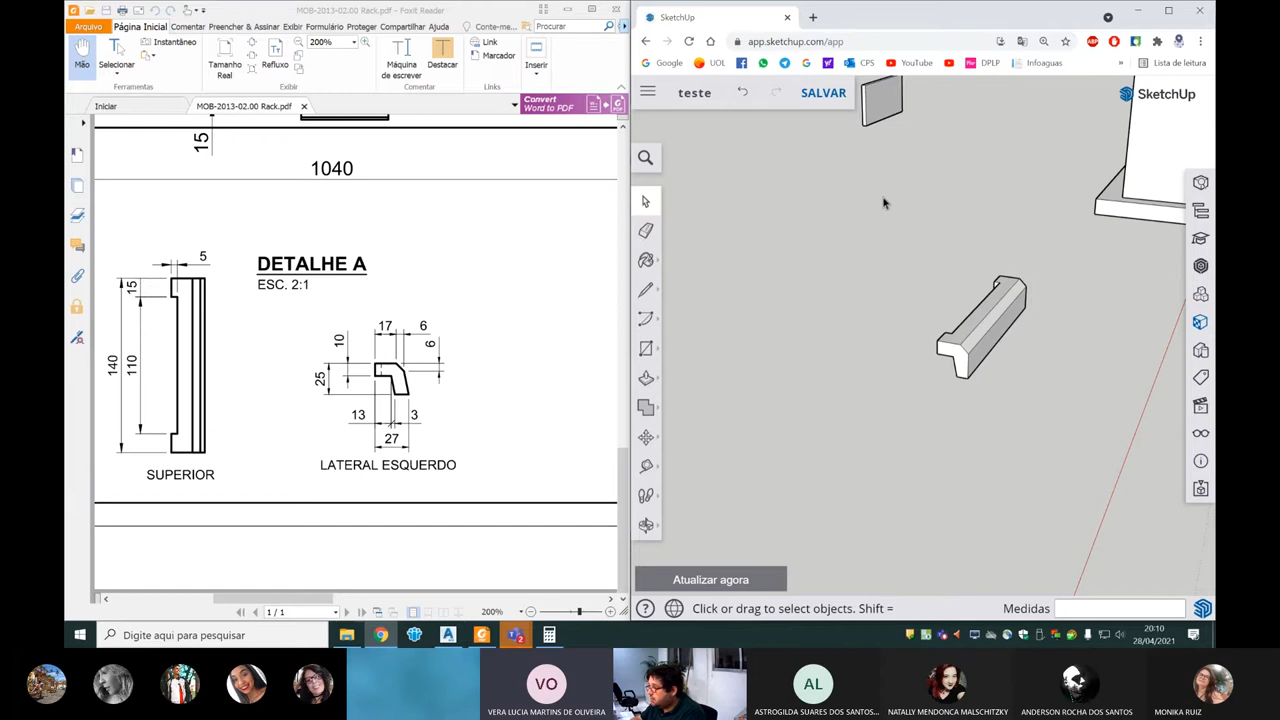 MOB-2013-02.00 Rack.pdf - Foxit Reader
SketchUp
Arquivo
Página Inicial
Comentar
Preencher & Assinar
Exibir
Formulário
Proteger
Compartilhar
Ajuda
Conte-me...
Procurar
app.sketchup.com/app
Mão
Selecionar
Instantâneo
Tamanho Real
Refluxo
200%
Máquina de escrever
Destacar
Link
Marcador
Inserir
Ferramentas
Exibir
Comentar
Links
Google
UOL
CPS
YouTube
DPLP
Infoaguas
»
Lista de leitura
Iniciar
MOB-2013-02.00 Rack.pdf
Convert
Word to PDF
teste
SALVAR
SketchUp
15
1040
5
15
140
110
SUPERIOR
DETALHE A
ESC. 2:1
17
6
10
6
25
13
3
27
LATERAL ESQUERDO
Atualizar agora
1 / 1
200%
Click or drag to select objects. Shift =
Medidas
Digite aqui para pesquisar
20:10
28/04/2021
VO
AL
VERA LUCIA MARTINS DE OLIVEIRA
ASTROGILDA SUARES DOS SANTOS...
NATALLY MENDONCA MALSCHITZKY
ANDERSON ROCHA DOS SANTOS
MONIKA RUIZ